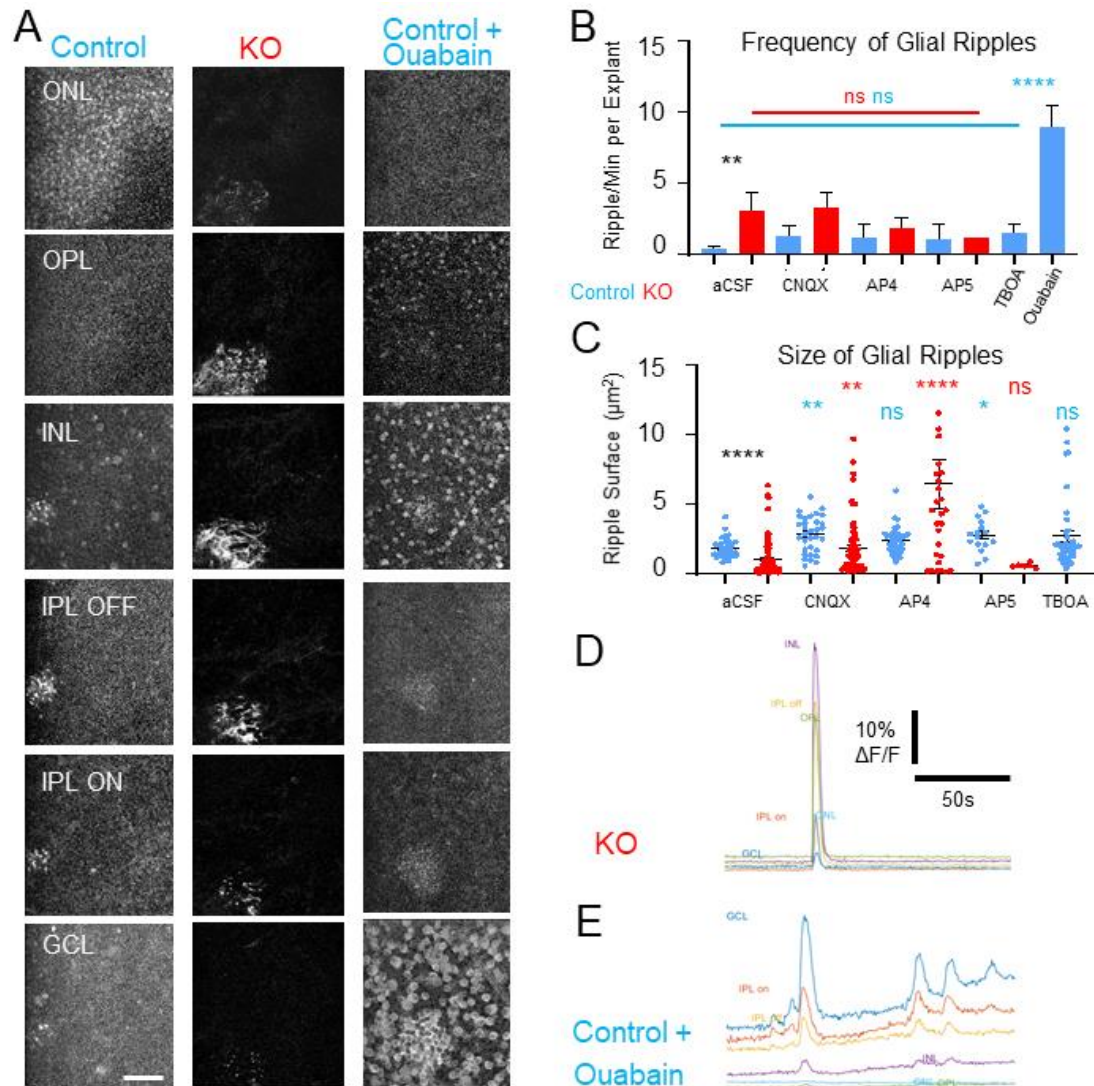 A
Control
KO
Control +
Ouabain
ONL
OPL
INL
IPL OFF
IPL ON
GCL
B
Frequency of Glial Ripples
Ripple/Min per Explant
15
10
5
0
**
ns ns
****
aCSF
CNQX
AP4
AP5
TBOA
Ouabain
Control KO
C
Size of Glial Ripples
Ripple Surface (µm²)
15
10
5
0
****
**
**
ns
****
*
ns
ns
aCSF
CNQX
AP4
AP5
TBOA
D
INL
IPL off
OPL
IPL on
ONL
GCL
10%
ΔF/F
50s
KO
E
GCL
IPL on
INL
Control +
Ouabain